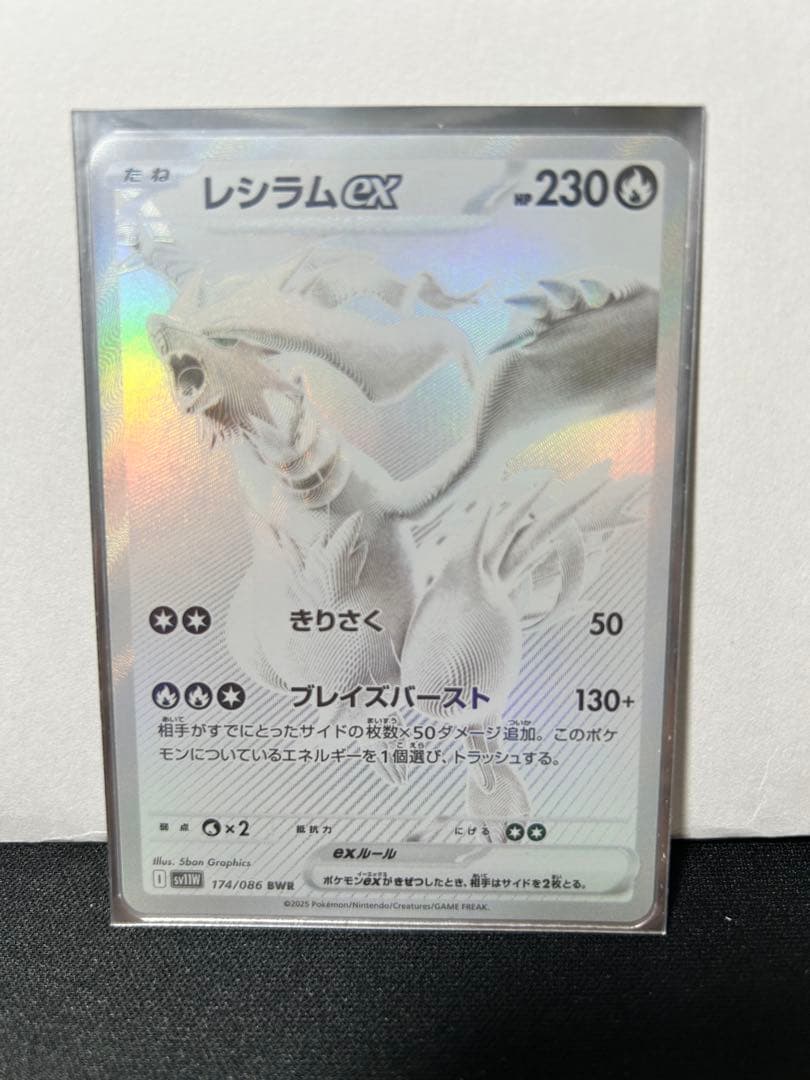 たね レシラムex HP 230
きりさく 50
ブレイズバースト 130+
相手がすでにとったサイドの枚数×50ダメージ追加。このポケ
モンについているエネルギーを1個選び、トラッシュする。
弱点 ×2 抵抗力 にげる
Illus. 5ban Graphics
exルール
ポケモンexがきぜつしたとき、相手はサイドを2枚とる。
I sv11W 174/086 BWR
©2025 Pokémon/Nintendo/Creatures/GAME FREAK.